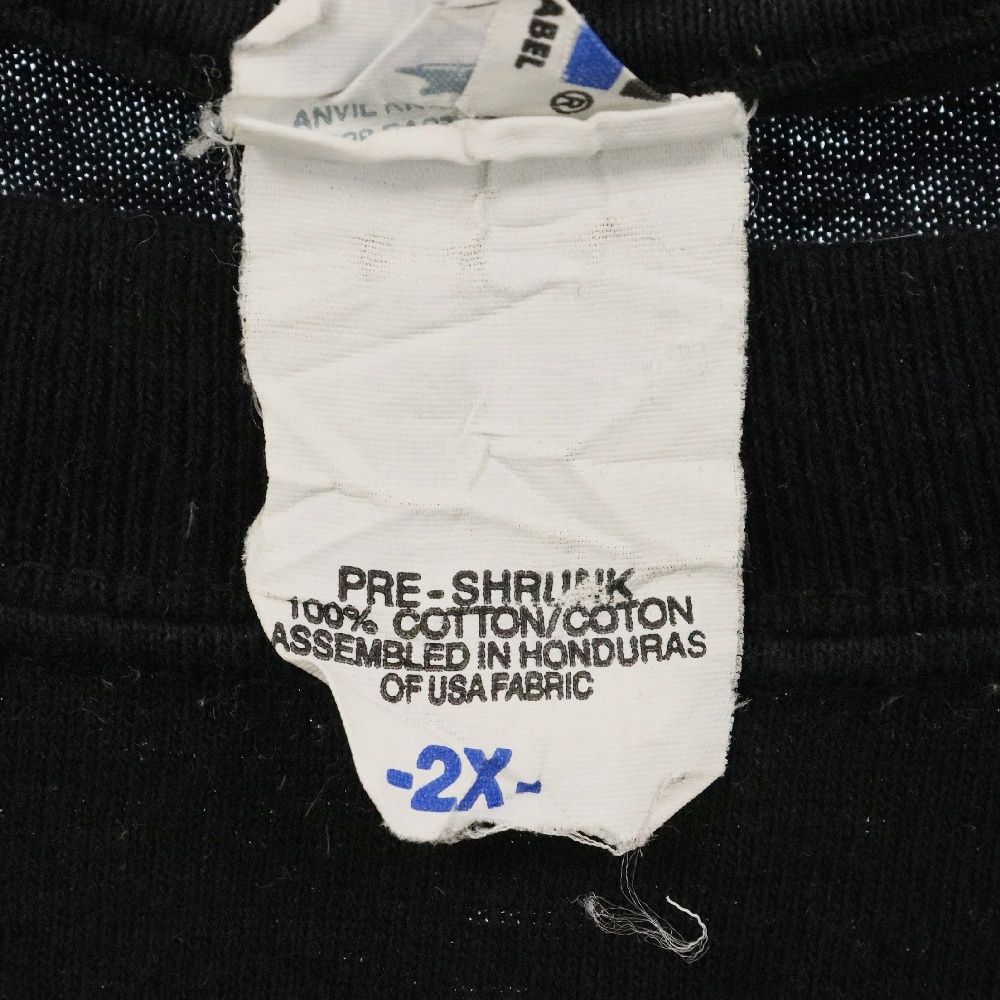 ABEL
®
ANVIL
PRE-SHRUNK
100% COTTON/COTON
ASSEMBLED IN HONDURAS
OF USA FABRIC
-2X-